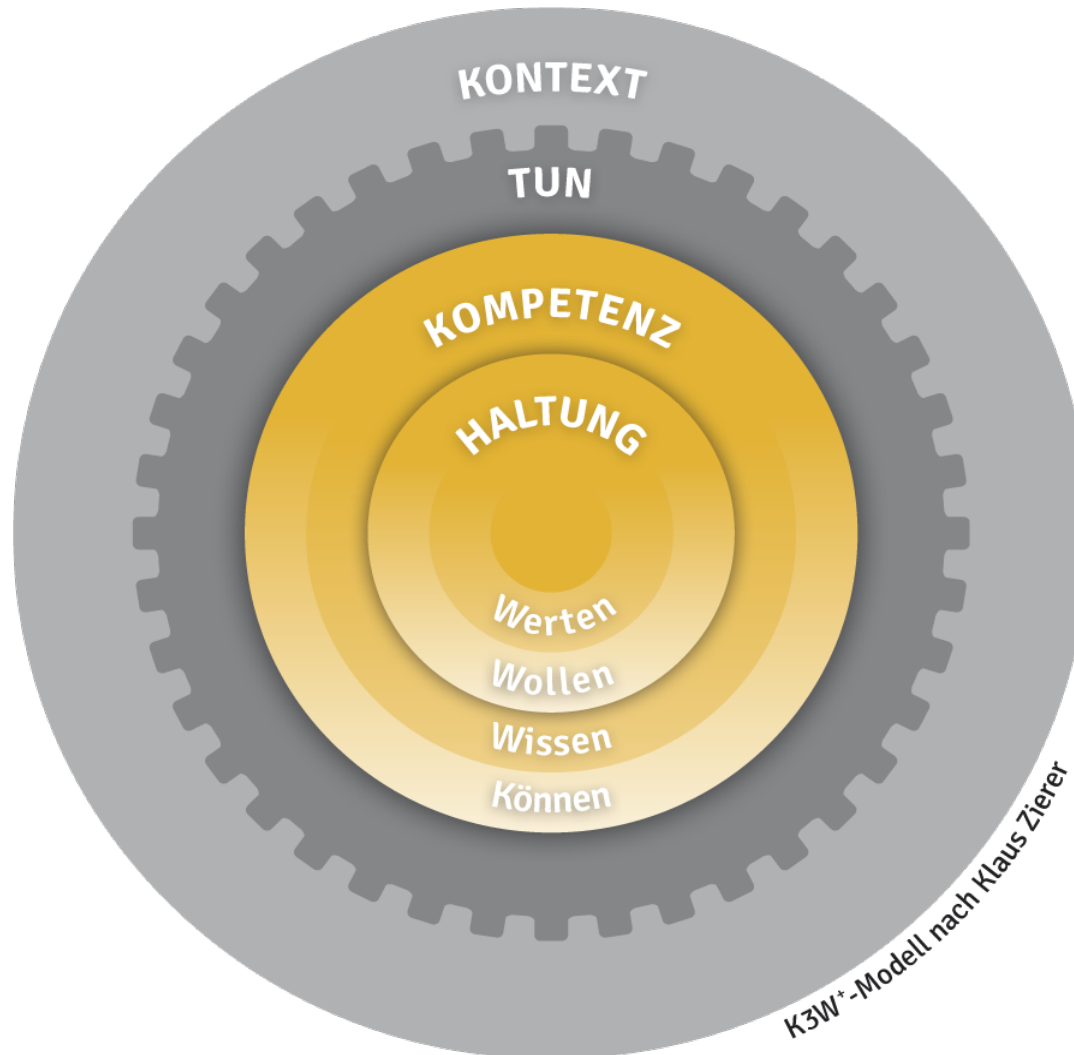 KONTEXT
TUN
KOMPETENZ
HALTUNG
Werten
Wollen
Wissen
Können
K3W⁺-Modell nach Klaus Zierer